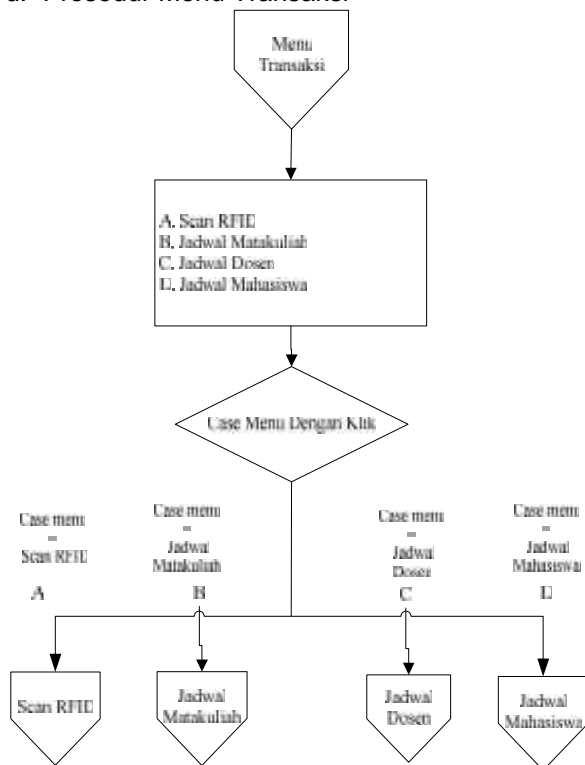 Prosedur Menu Transaksi
Menu
Transaksi
A. Scan RFID
B. Jadwal Matakuliah
C. Jadwal Dosen
D. Jadwal Mahasiswa
Case Menu Dengan Klik
Case menu
=
Scan RFID
A
Case menu
=
Jadwal
Matakuliah
B
Case menu
=
Jadwal
Dosen
C
Case menu
=
Jadwal
Mahasiswa
D
Scan RFID
Jadwal
Matakuliah
Jadwal
Dosen
Jadwal
Mahasiswa